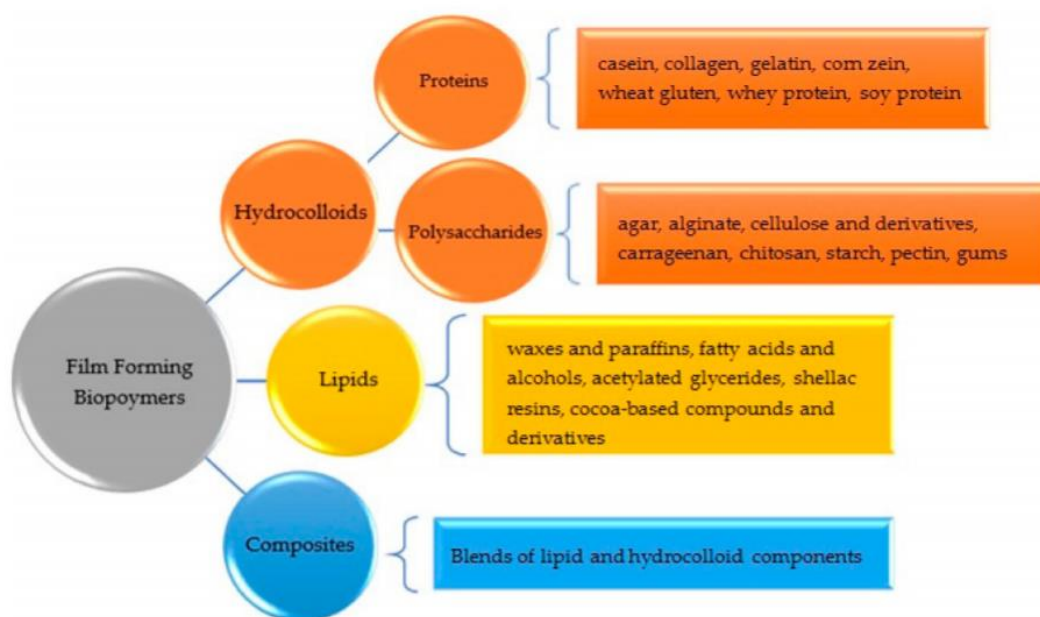 Proteins
casein, collagen, gelatin, corn zein,
wheat gluten, whey protein, soy protein
Hydrocolloids
Polysaccharides
agar, alginate, cellulose and derivatives,
carrageenan, chitosan, starch, pectin, gums
Film Forming
Biopoymers
Lipids
waxes and paraffins, fatty acids and
alcohols, acetylated glycerides, shellac
resins, cocoa-based compounds and
derivatives
Composites
Blends of lipid and hydrocolloid components